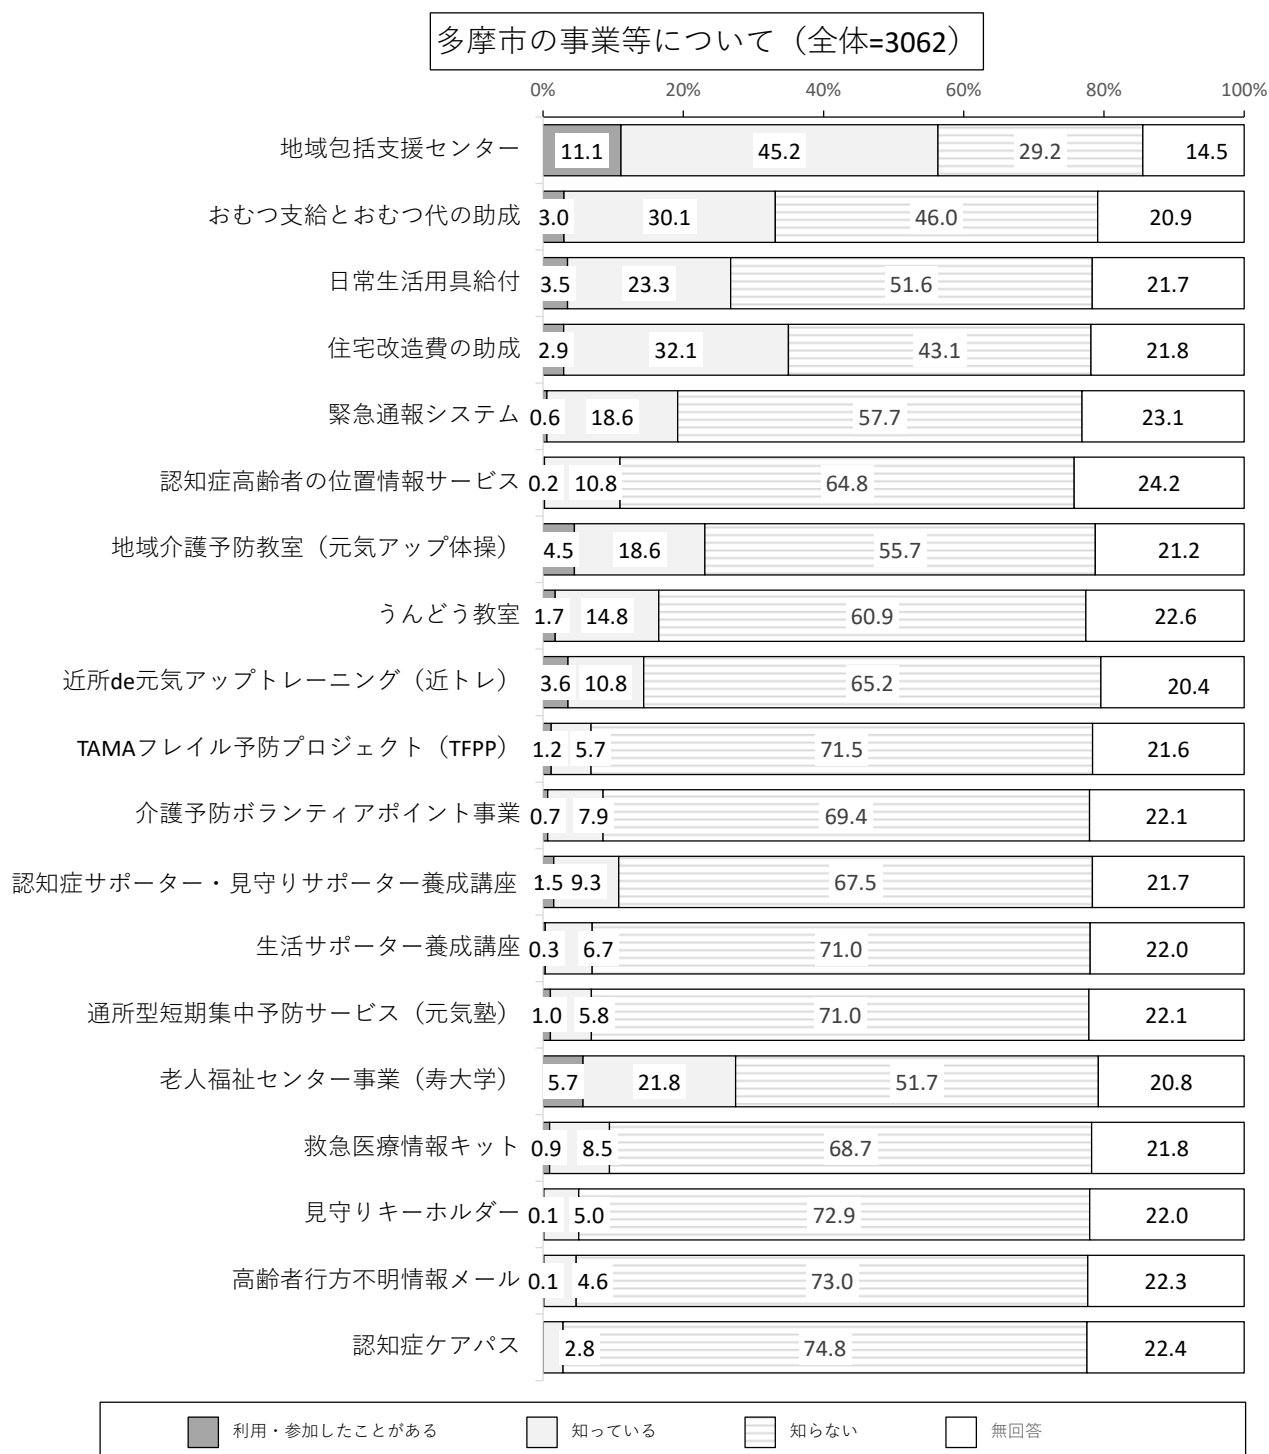 多摩市の事業等について（全体=3062）
0% 20% 40% 60% 80% 100%
地域包括支援センター 11.1 45.2 29.2 14.5
おむつ支給とおむつ代の助成 3.0 30.1 46.0 20.9
日常生活用具給付 3.5 23.3 51.6 21.7
住宅改造費の助成 2.9 32.1 43.1 21.8
緊急通報システム 0.6 18.6 57.7 23.1
認知症高齢者の位置情報サービス 0.2 10.8 64.8 24.2
地域介護予防教室（元気アップ体操） 4.5 18.6 55.7 21.2
うんどう教室 1.7 14.8 60.9 22.6
近所de元気アップトレーニング（近トレ） 3.6 10.8 65.2 20.4
TAMAフレイル予防プロジェクト（TFPP） 1.2 5.7 71.5 21.6
介護予防ボランティアポイント事業 0.7 7.9 69.4 22.1
認知症サポーター・見守りサポーター養成講座 1.5 9.3 67.5 21.7
生活サポーター養成講座 0.3 6.7 71.0 22.0
通所型短期集中予防サービス（元気塾） 1.0 5.8 71.0 22.1
老人福祉センター事業（寿大学） 5.7 21.8 51.7 20.8
救急医療情報キット 0.9 8.5 68.7 21.8
見守りキーホルダー 0.1 5.0 72.9 22.0
高齢者行方不明情報メール 0.1 4.6 73.0 22.3
認知症ケアパス 2.8 74.8 22.4
利用・参加したことがある 知っている 知らない 無回答